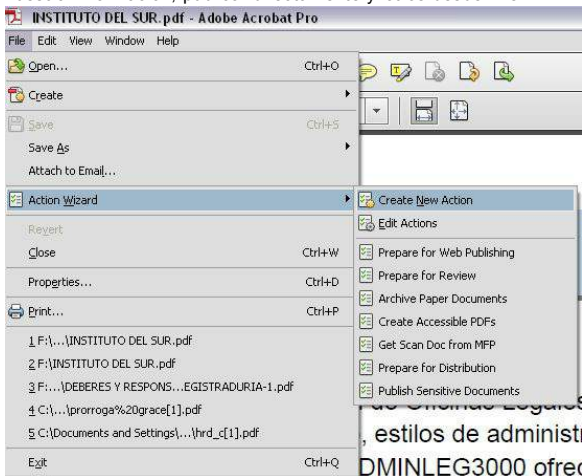 INSTITUTO DEL SUR.pdf - Adobe Acrobat Pro
File Edit View Window Help
Open... Ctrl+O
Create
Save Ctrl+S
Save As
Attach to Email...
Action Wizard
Revert
Close Ctrl+W
Properties... Ctrl+D
Print... Ctrl+P
1 F:\...\INSTITUTO DEL SUR.pdf
2 F:\INSTITUTO DEL SUR.pdf
3 F:\...\DEBERES Y RESPONS...EGISTRADURIA-1.pdf
4 C:\...\prorroga%20grace[1].pdf
5 C:\Documents and Settings\...\hrd_c[1].pdf
Exit Ctrl+Q
Create New Action
Edit Actions
Prepare for Web Publishing
Prepare for Review
Archive Paper Documents
Create Accessible PDFs
Get Scan Doc from MFP
Prepare for Distribution
Publish Sensitive Documents
de Oficinas Legales
, estilos de administr
DMINLEG3000 ofrec